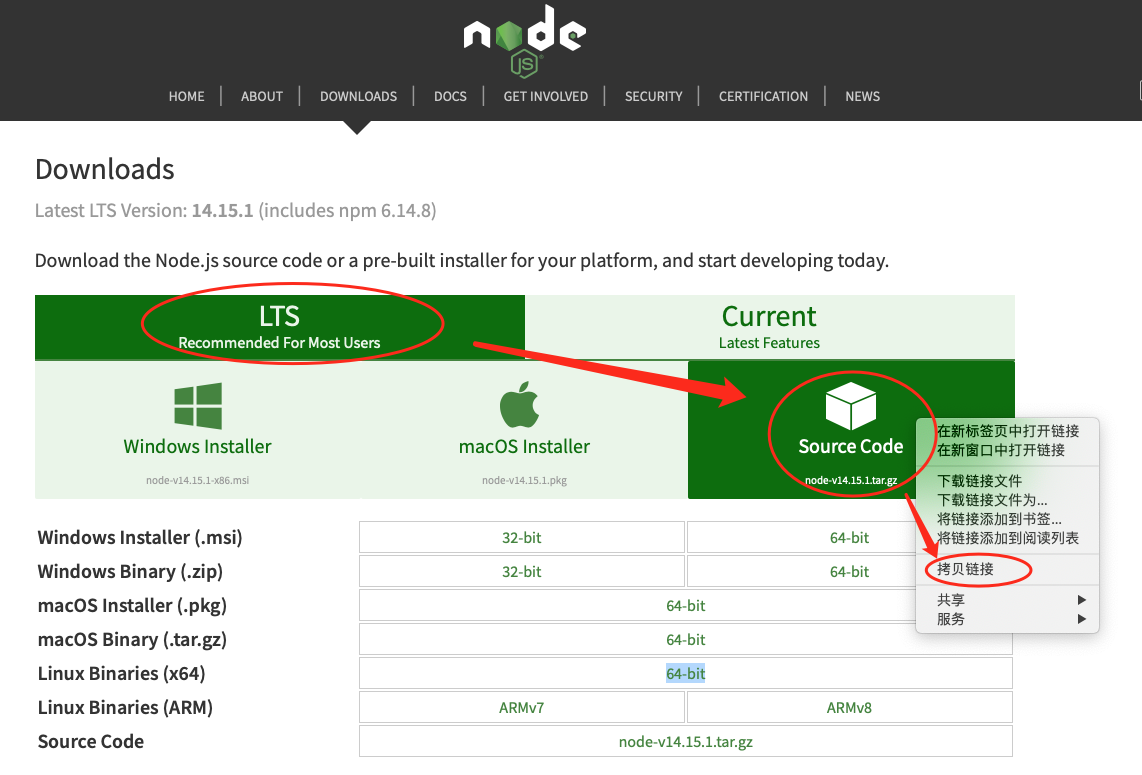 node
JS
HOME
ABOUT
DOWNLOADS
DOCS
GET INVOLVED
SECURITY
CERTIFICATION
NEWS
Downloads
Latest LTS Version: 14.15.1 (includes npm 6.14.8)
Download the Node.js source code or a pre-built installer for your platform, and start developing today.
LTS
Recommended For Most Users
Current
Latest Features
Windows Installer
node-v14.15.1-x86.msi
macOS Installer
node-v14.15.1.pkg
Source Code
node-v14.15.1.tar.gz
在新标签页中打开链接
在新窗口中打开链接
下载链接文件
下载链接文件为...
将链接添加到书签...
将链接添加到阅读列表
拷贝链接
共享
服务
Windows Installer (.msi) 32-bit 64-bit
Windows Binary (.zip) 32-bit 64-bit
macOS Installer (.pkg) 64-bit
macOS Binary (.tar.gz) 64-bit
Linux Binaries (x64) 64-bit
Linux Binaries (ARM) ARMv7 ARMv8
Source Code node-v14.15.1.tar.gz